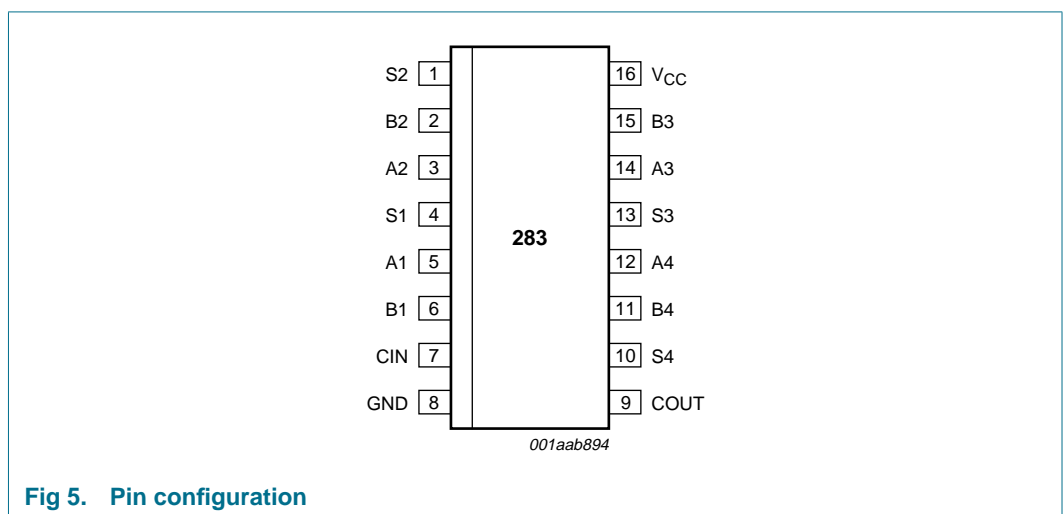 S2 1 16 VCC
B2 2 15 B3
A2 3 14 A3
S1 4 13 S3
283
A1 5 12 A4
B1 6 11 B4
CIN 7 10 S4
GND 8 9 COUT
001aab894
Fig 5. Pin configuration